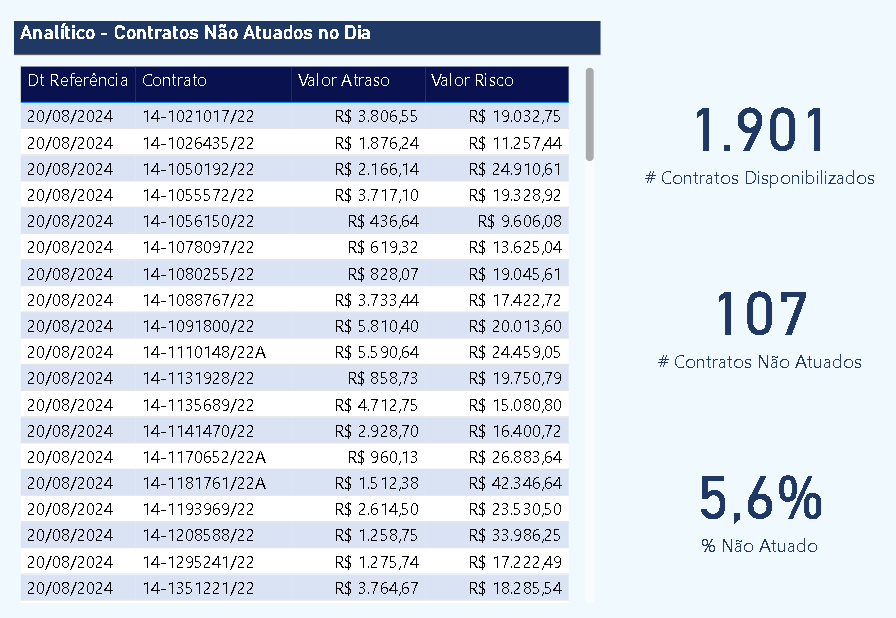 Analítico - Contratos Não Atuados no Dia
Dt Referência Contrato Valor Atraso Valor Risco
20/08/2024 14-1021017/22 R$ 3.806,55 R$ 19.032,75
20/08/2024 14-1026435/22 R$ 1.876,24 R$ 11.257,44
20/08/2024 14-1050192/22 R$ 2.166,14 R$ 24.910,61
20/08/2024 14-1055572/22 R$ 3.717,10 R$ 19.328,92
20/08/2024 14-1056150/22 R$ 436,64 R$ 9.606,08
20/08/2024 14-1078097/22 R$ 619,32 R$ 13.625,04
20/08/2024 14-1080255/22 R$ 828,07 R$ 19.045,61
20/08/2024 14-1088767/22 R$ 3.733,44 R$ 17.422,72
20/08/2024 14-1091800/22 R$ 5.810,40 R$ 20.013,60
20/08/2024 14-1110148/22A R$ 5.590,64 R$ 24.459,05
20/08/2024 14-1131928/22 R$ 858,73 R$ 19.750,79
20/08/2024 14-1135689/22 R$ 4.712,75 R$ 15.080,80
20/08/2024 14-1141470/22 R$ 2.928,70 R$ 16.400,72
20/08/2024 14-1170652/22A R$ 960,13 R$ 26.883,64
20/08/2024 14-1181761/22A R$ 1.512,38 R$ 42.346,64
20/08/2024 14-1193969/22 R$ 2.614,50 R$ 23.530,50
20/08/2024 14-1208588/22 R$ 1.258,75 R$ 33.986,25
20/08/2024 14-1295241/22 R$ 1.275,74 R$ 17.222,49
20/08/2024 14-1351221/22 R$ 3.764,67 R$ 18.285,54
1.901
# Contratos Disponibilizados
107
# Contratos Não Atuados
5,6%
% Não Atuado